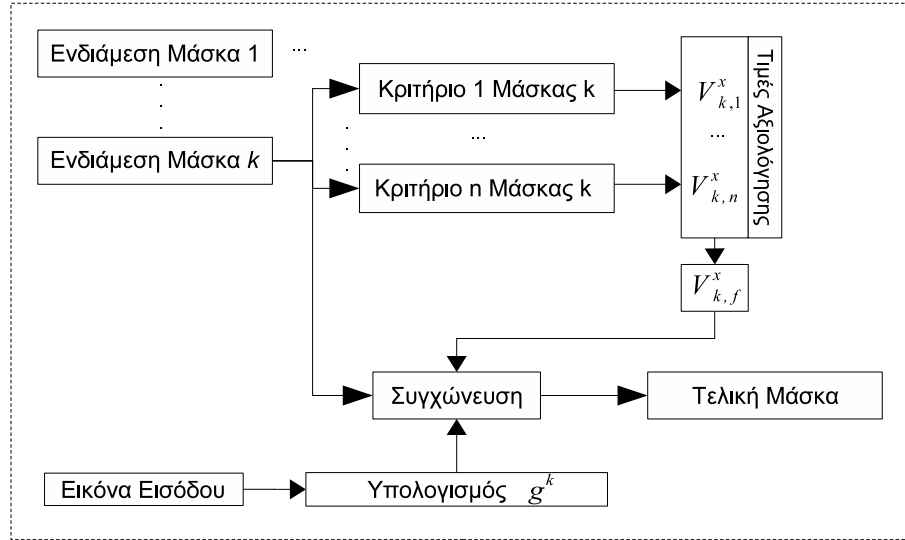 Ενδιάμεση Μάσκα 1 ...
Κριτήριο 1 Μάσκας k
V^x_{k,1}
Τιμές Αξιολόγησης
...
...
Ενδιάμεση Μάσκα k
Κριτήριο n Μάσκας k
V^x_{k,n}
V^x_{k,f}
Συγχώνευση
Τελική Μάσκα
Εικόνα Εισόδου
Υπολογισμός g^k